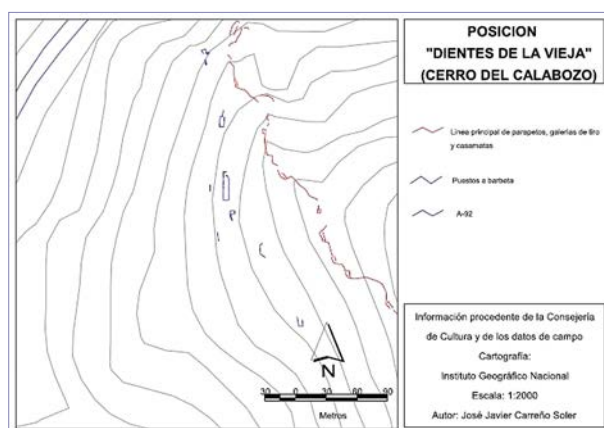 POSICION
"DIENTES DE LA VIEJA"
(CERRO DEL CALABOZO)
Línea principal de parapetos, galerías de tiro
y casamatas
Puestos a barbeta
A-92
N
30 0 30 60 90
Metros
Información procedente de la Consejería
de Cultura y de los datos de campo
Cartografía:
Instituto Geográfico Nacional
Escala: 1:2000
Autor: José Javier Carreño Soler